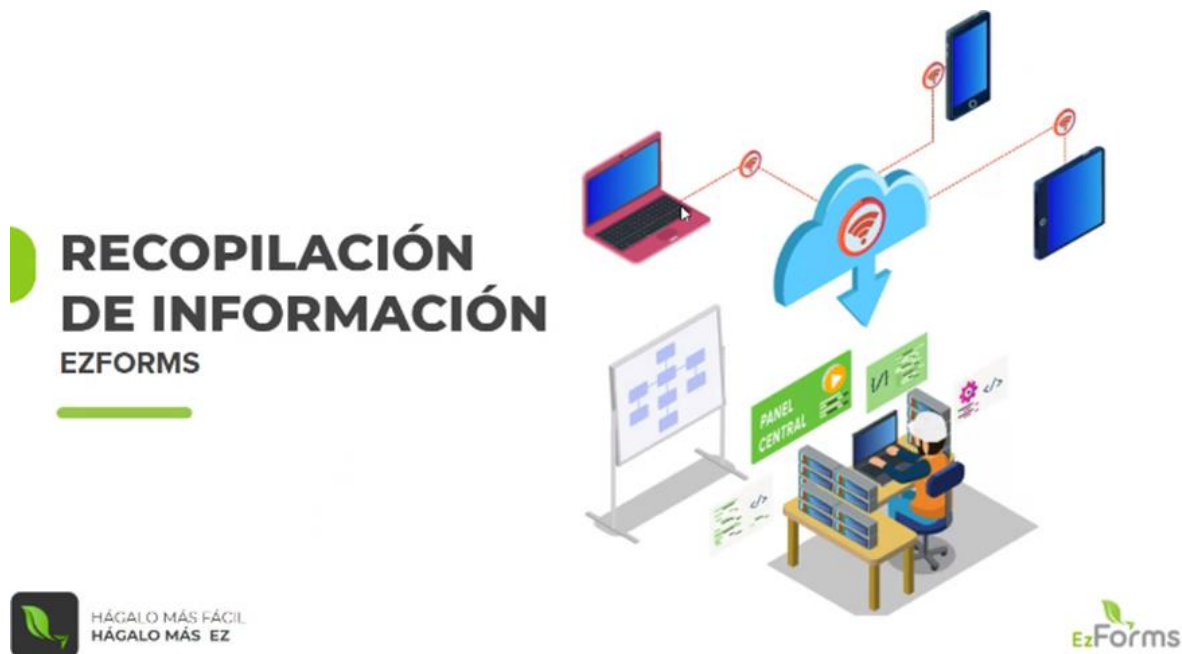 RECOPILACIÓN
DE INFORMACIÓN
EZFORMS
PANEL
CENTRAL
</>
</>
</>
HÁGALO MÁS FÁCIL
HÁGALO MÁS EZ
EzForms